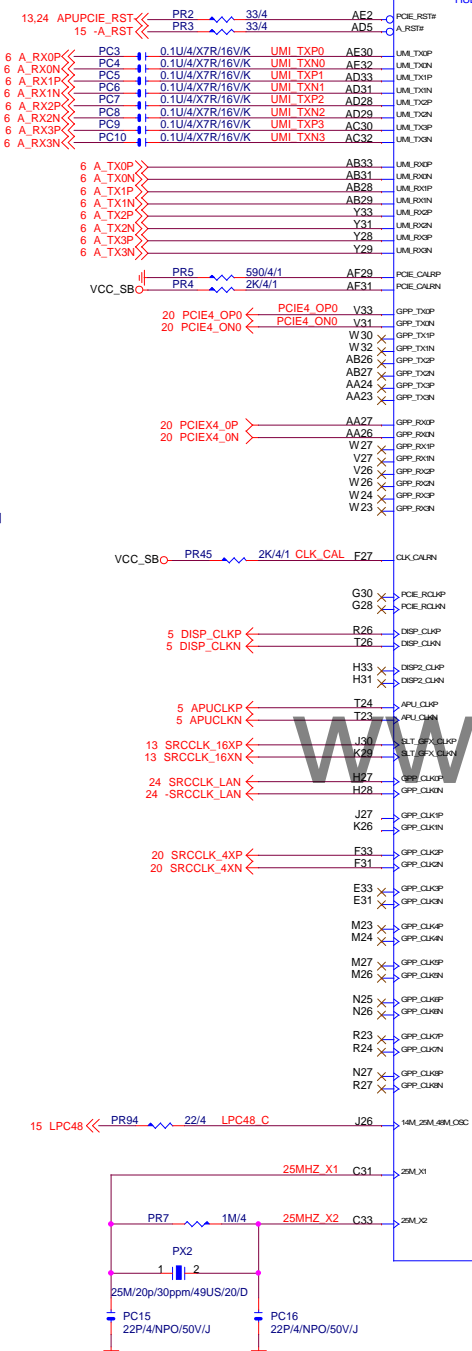 13,24 APUPCIE_RST PR2 33/4 AE2 PCIE_RST#
15 -A_RST PR3 33/4 AD5 A_RST#
6 A_RX0P PC3 0.1U/4/X7R/16V/K UMI_TXP0 AE30 UMI_TX0P
6 A_RX0N PC4 0.1U/4/X7R/16V/K UMI_TXN0 AE32 UMI_TX0N
6 A_RX1P PC5 0.1U/4/X7R/16V/K UMI_TXP1 AD33 UMI_TX1P
6 A_RX1N PC6 0.1U/4/X7R/16V/K UMI_TXN1 AD31 UMI_TX1N
6 A_RX2P PC7 0.1U/4/X7R/16V/K UMI_TXP2 AD28 UMI_TX2P
6 A_RX2N PC8 0.1U/4/X7R/16V/K UMI_TXN2 AD29 UMI_TX2N
6 A_RX3P PC9 0.1U/4/X7R/16V/K UMI_TXP3 AC30 UMI_TX3P
6 A_RX3N PC10 0.1U/4/X7R/16V/K UMI_TXN3 AC32 UMI_TX3N
6 A_TX0P AB33 UMI_RX0P
6 A_TX0N AB31 UMI_RX0N
6 A_TX1P AB28 UMI_RX1P
6 A_TX1N AB29 UMI_RX1N
6 A_TX2P Y33 UMI_RX2P
6 A_TX2N Y31 UMI_RX2N
6 A_TX3P Y28 UMI_RX3P
6 A_TX3N Y29 UMI_RX3N
PR5 590/4/1 AF29 PCIE_CALRP
VCC_SB PR4 2K/4/1 AF31 PCIE_CALRN
20 PCIE4_OP0 PCIE4_OP0 V33 GPP_TX0P
20 PCIE4_ON0 PCIE4_ON0 V31 GPP_TX0N
W30 GPP_TX1P
W32 GPP_TX1N
AB26 GPP_TX2P
AB27 GPP_TX2N
AA24 GPP_TX3P
AA23 GPP_TX3N
20 PCIEX4_0P AA27 GPP_RX0P
20 PCIEX4_0N AA26 GPP_RX0N
W27 GPP_RX1P
V27 GPP_RX1N
V26 GPP_RX2P
W26 GPP_RX2N
W24 GPP_RX3P
W23 GPP_RX3N
VCC_SB PR45 2K/4/1 CLK_CAL F27 CLK_CALRN
G30 PCIE_RCLKP
G28 PCIE_RCLKN
5 DISP_CLKP R26 DISP_CLKP
5 DISP_CLKN T26 DISP_CLKN
H33 DISP2_CLKP
H31 DISP2_CLKN
5 APUCLKP T24 APU_CLKP
5 APUCLKN T23 APU_CLKN
13 SRCCLK_16XP J30 SLT_GFX_CLKP
13 SRCCLK_16XN K29 SLT_GFX_CLKN
WW
24 SRCCLK_LAN H27 GPP_CLK0P
24 -SRCCLK_LAN H28 GPP_CLK0N
J27 GPP_CLK1P
K26 GPP_CLK1N
20 SRCCLK_4XP F33 GPP_CLK2P
20 SRCCLK_4XN F31 GPP_CLK2N
E33 GPP_CLK3P
E31 GPP_CLK3N
M23 GPP_CLK4P
M24 GPP_CLK4N
M27 GPP_CLK5P
M26 GPP_CLK5N
N25 GPP_CLK6P
N26 GPP_CLK6N
R23 GPP_CLK7P
R24 GPP_CLK7N
N27 GPP_CLK8P
R27 GPP_CLK8N
15 LPC48 PR94 22/4 LPC48_C J26 14M_25M_48M_OSC
25MHZ_X1 C31 25M_X1
PR7 1M/4 25MHZ_X2 C33 25M_X2
PX2
1 2
25M/20p/30ppm/49US/20/D
PC15 PC16
22P/4/NPO/50V/J 22P/4/NPO/50V/J